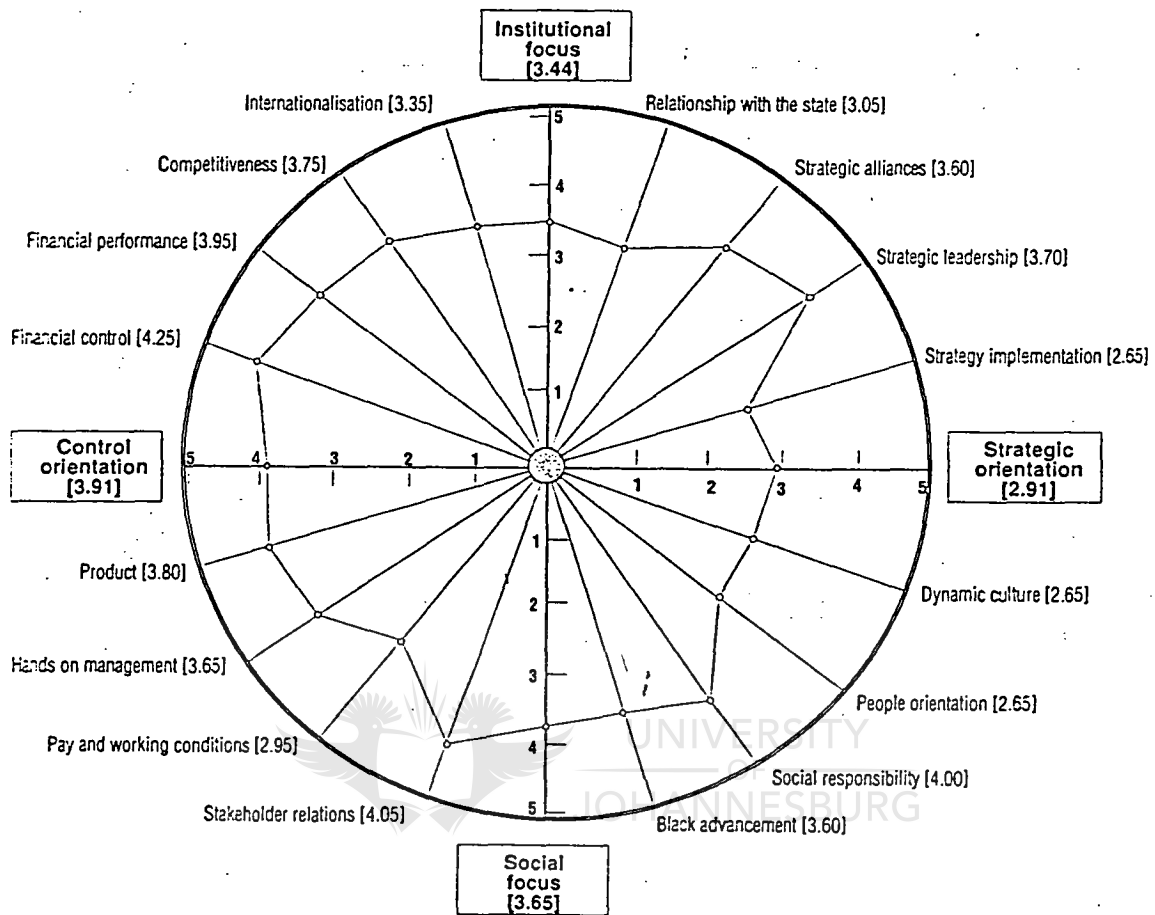 Institutional
focus
[3.44]
Internationalisation [3.35]
Relationship with the state [3.05]
Competitiveness [3.75]
Strategic alliances [3.60]
Financial performance [3.95]
Strategic leadership [3.70]
Financial control [4.25]
Strategy implementation [2.65]
5
4
3
2
1
Control
orientation
[3.91]
5 4 3 2 1
1 2 3 4 5
Strategic
orientation
[2.91]
1
2
3
4
5
Product [3.80]
Dynamic culture [2.65]
Hands on management [3.65]
People orientation [2.65]
Pay and working conditions [2.95]
Social responsibility [4.00]
Stakeholder relations [4.05]
Black advancement [3.60]
UNIVERSITY
OF
JOHANNESBURG
Social
focus
[3.65]